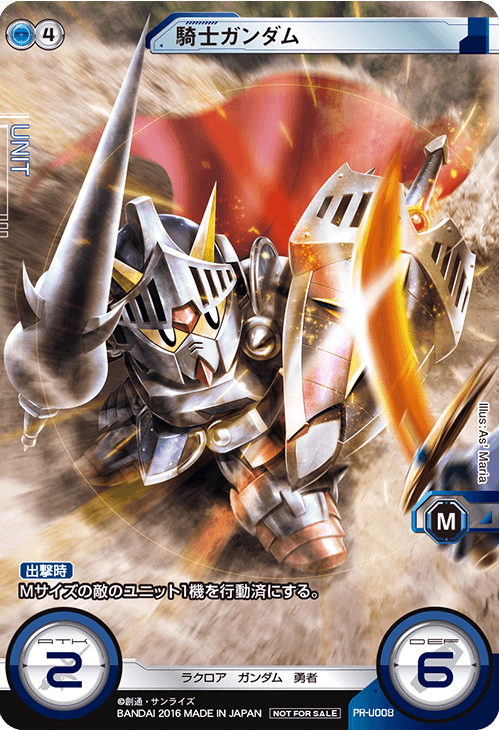 4
騎士ガンダム
UNIT
Illus:As' Maria
M
出撃時
Mサイズの敵のユニット1機を行動済にする。
ATK
2
DEF
6
ラクロア ガンダム 勇者
©創通・サンライズ
BANDAI 2016 MADE IN JAPAN NOT FOR SALE PR-U008